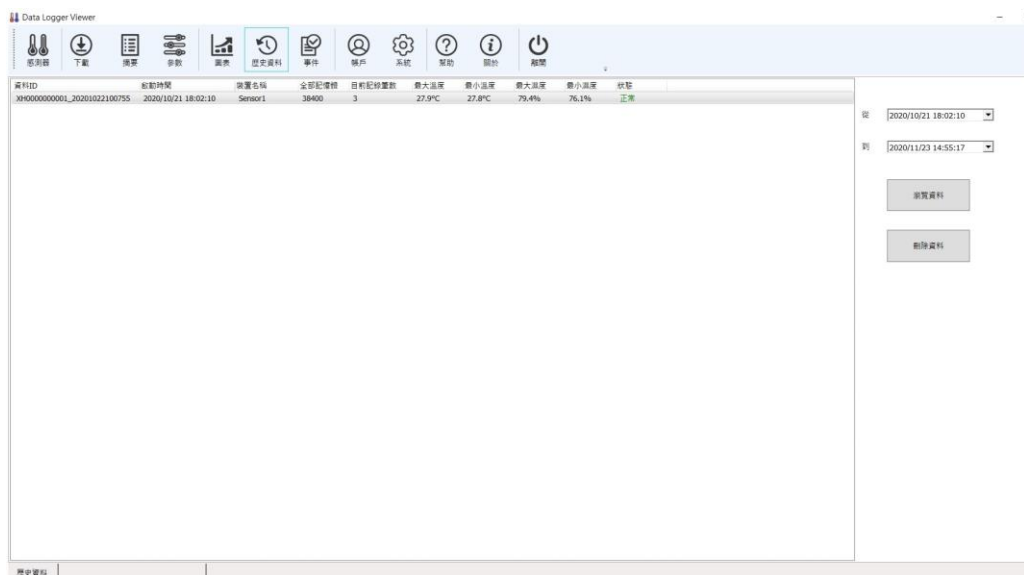 Data Logger Viewer
感測器 下載 摘要 參數 圖表 歷史資料 事件 帳戶 系統 幫助 關於 離開
資料ID 啟動時間 裝置名稱 全部記憶體 目前記錄筆數 最大溫度 最小溫度 最大濕度 最小濕度 狀態
XH0000000001_20201022100755 2020/10/21 18:02:10 Sensor1 38400 3 27.9°C 27.8°C 79.4% 76.1% 正常
從 2020/10/21 18:02:10
到 2020/11/23 14:55:17
瀏覽資料
刪除資料
歷史資料